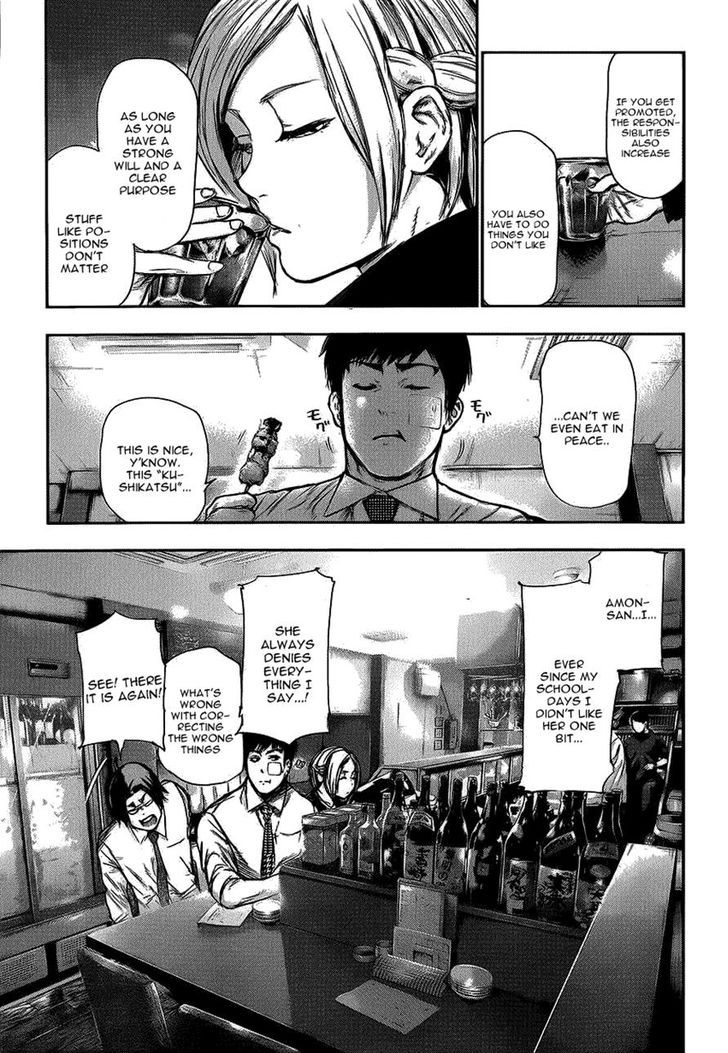 IF YOU GET
PROMOTED,
THE RESPON-
SIBILITIES
ALSO
INCREASE
YOU ALSO
HAVE TO DO
THINGS YOU
DON'T LIKE
AS LONG
AS YOU
HAVE A
STRONG
WILL AND A
CLEAR
PURPOSE
STUFF
LIKE PO-
SITIONS
DON'T
MATTER
...CAN'T WE
EVEN EAT IN
PEACE..
モグ
モグ
THIS IS NICE,
Y'KNOW.
THIS "KU-
SHIKATSU"...
AMON-
SAN...I...
EVER
SINCE MY
SCHOOL-
DAYS I
DIDN'T LIKE
HER ONE
BIT...
SHE
ALWAYS
DENIES
EVERY-
THING I
SAY...!
WHAT'S
WRONG
WITH COR-
RECTING
THE WRONG
THINGS
SEE! THERE
IT IS AGAIN!